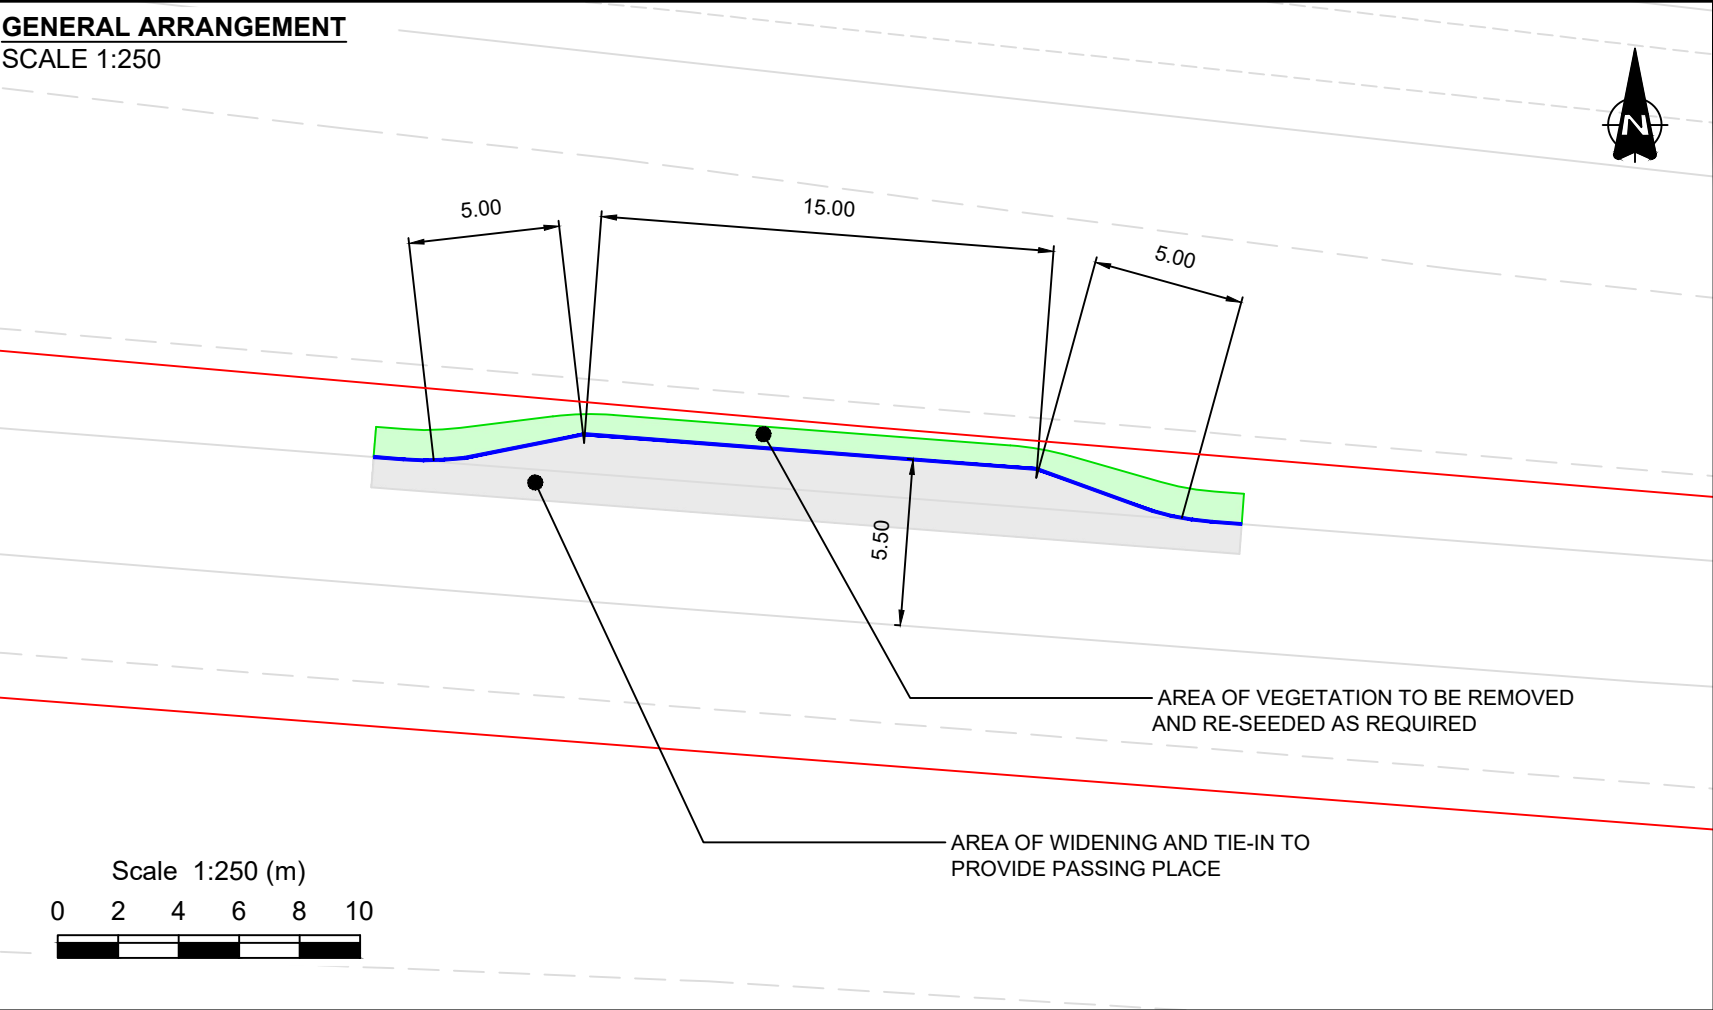 GENERAL ARRANGEMENT
SCALE 1:250
N
5.00
15.00
5.00
5.50
AREA OF VEGETATION TO BE REMOVED
AND RE-SEEDED AS REQUIRED
AREA OF WIDENING AND TIE-IN TO
PROVIDE PASSING PLACE
Scale 1:250 (m)
0 2 4 6 8 10